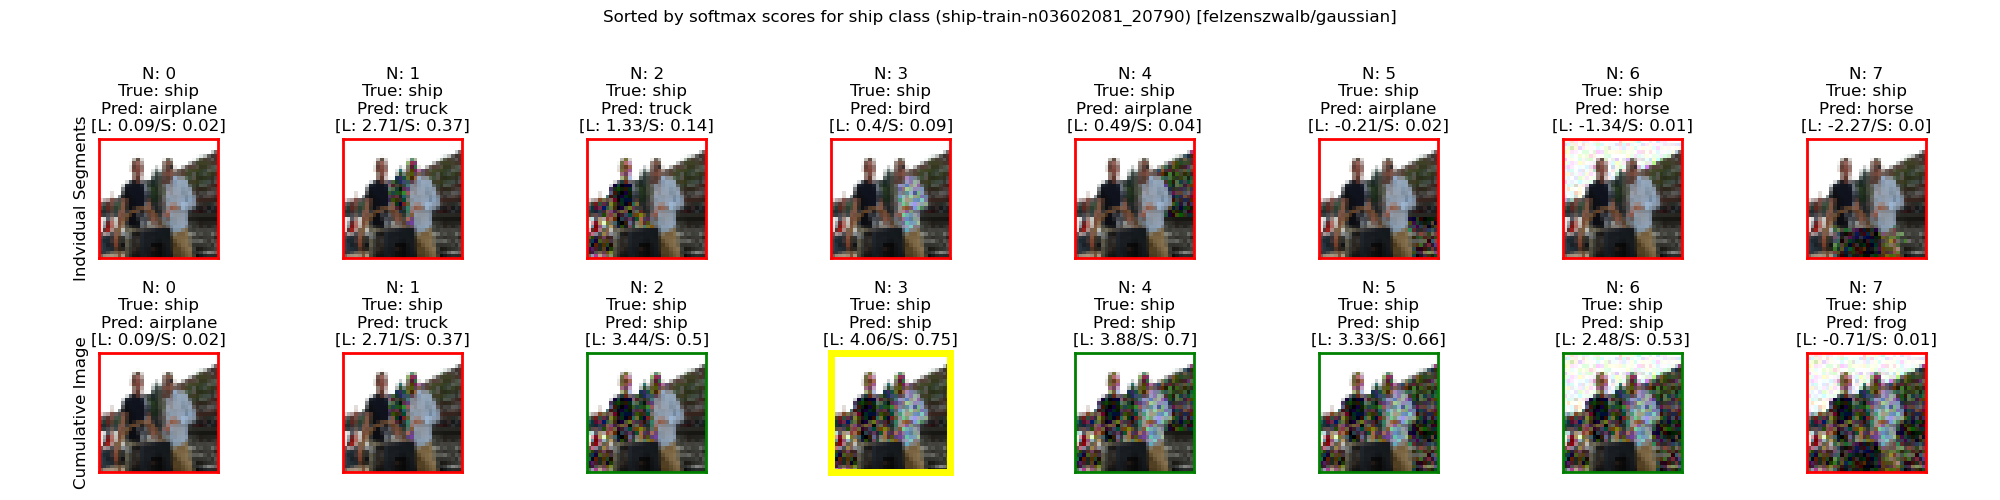 Sorted by softmax scores for ship class (ship-train-n03602081_20790) [felzenszwalb/gaussian]
Individual Segments
N: 0
True: ship
Pred: airplane
[L: 0.09/S: 0.02]
N: 1
True: ship
Pred: truck
[L: 2.71/S: 0.37]
N: 2
True: ship
Pred: truck
[L: 1.33/S: 0.14]
N: 3
True: ship
Pred: bird
[L: 0.4/S: 0.09]
N: 4
True: ship
Pred: airplane
[L: 0.49/S: 0.04]
N: 5
True: ship
Pred: airplane
[L: -0.21/S: 0.02]
N: 6
True: ship
Pred: horse
[L: -1.34/S: 0.01]
N: 7
True: ship
Pred: horse
[L: -2.27/S: 0.0]
Cumulative Image
N: 0
True: ship
Pred: airplane
[L: 0.09/S: 0.02]
N: 1
True: ship
Pred: truck
[L: 2.71/S: 0.37]
N: 2
True: ship
Pred: ship
[L: 3.44/S: 0.5]
N: 3
True: ship
Pred: ship
[L: 4.06/S: 0.75]
N: 4
True: ship
Pred: ship
[L: 3.88/S: 0.7]
N: 5
True: ship
Pred: ship
[L: 3.33/S: 0.66]
N: 6
True: ship
Pred: ship
[L: 2.48/S: 0.53]
N: 7
True: ship
Pred: frog
[L: -0.71/S: 0.01]